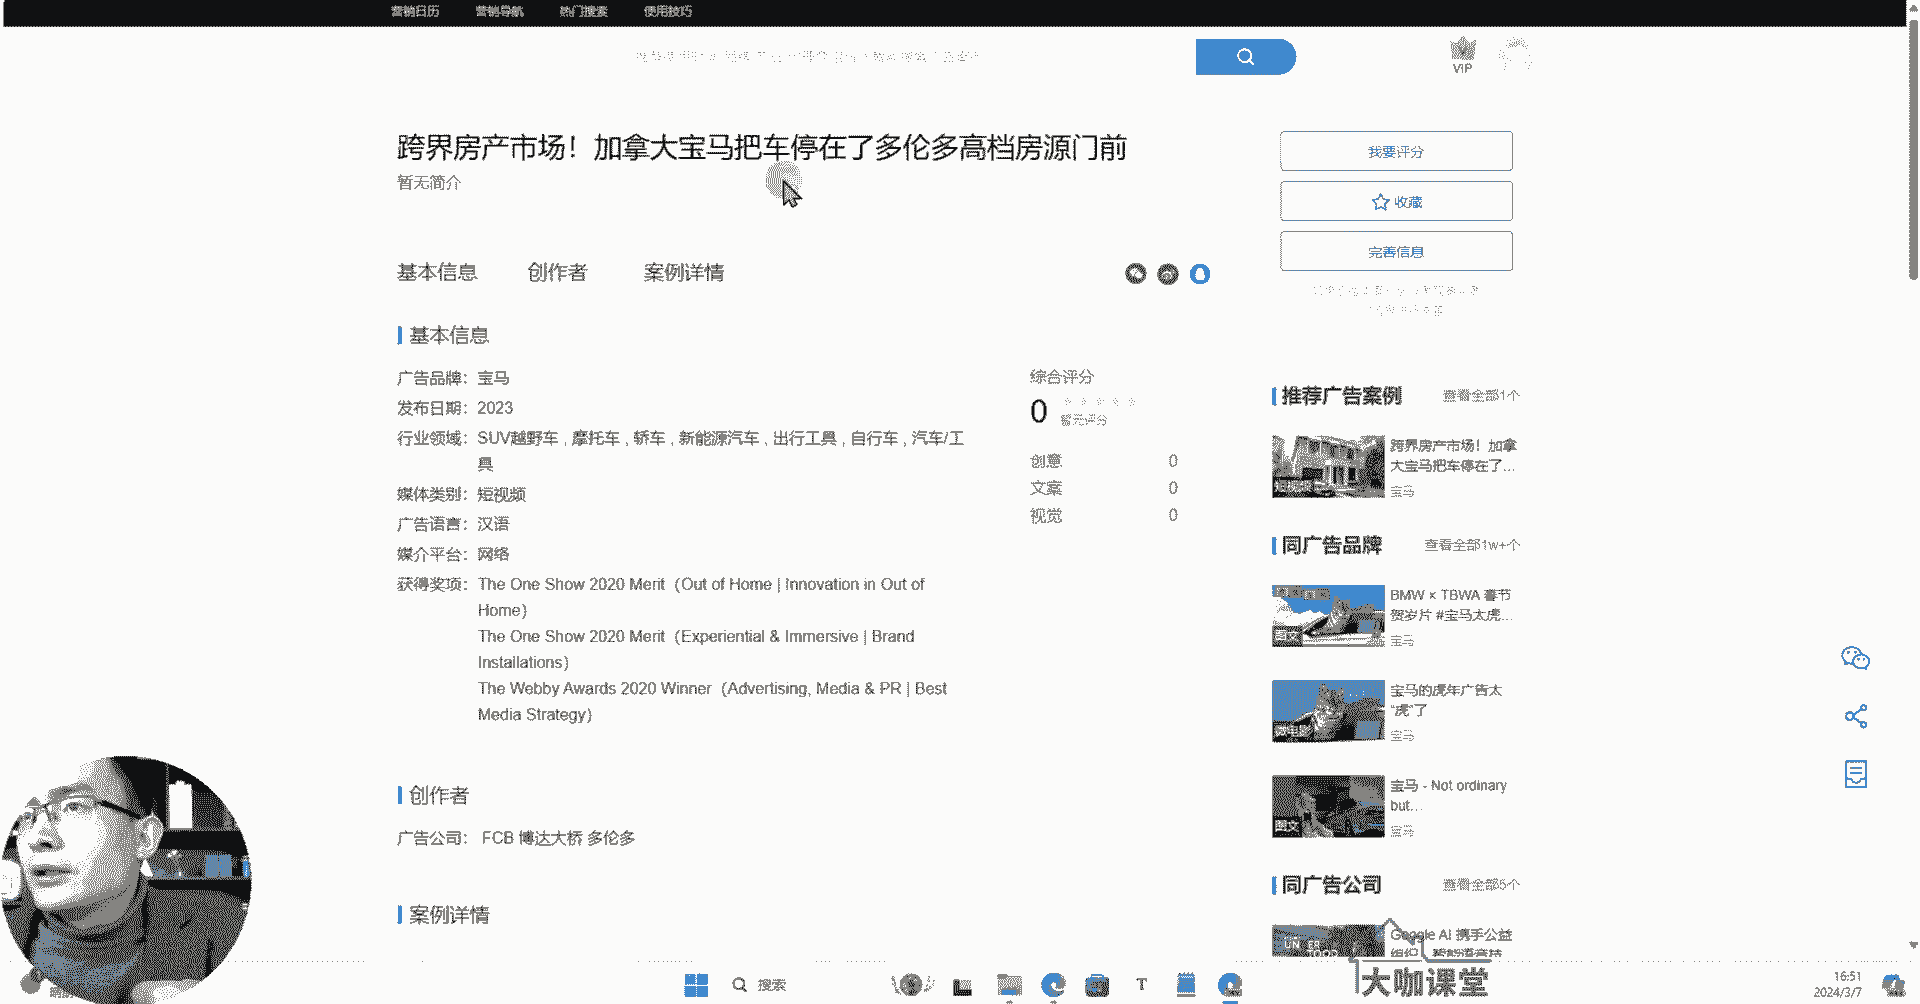 营销日历 营销导航 热门搜索 使用技巧
VIP
跨界房产市场！加拿大宝马把车停在了多伦多高档房源门前
暂无简介
我要评分
收藏
完善信息
基本信息 创作者 案例详情
基本信息
广告品牌：宝马
发布日期：2023
行业领域：SUV越野车 , 摩托车 , 轿车 , 新能源汽车 , 出行工具 , 自行车 , 汽车/工
具
媒体类别：短视频
广告语言：汉语
媒介平台：网络
获得奖项：The One Show 2020 Merit（Out of Home | Innovation in Out of
Home）
The One Show 2020 Merit（Experiential & Immersive | Brand
Installations）
The Webby Awards 2020 Winner（Advertising, Media & PR | Best
Media Strategy）
综合评分
0
暂无评分
创意 0
文案 0
视觉 0
创作者
广告公司： FCB 博达大桥 多伦多
案例详情
推荐广告案例 查看全部1个
短视频
跨界房产市场！加拿
大宝马把车停在了...
宝马
同广告品牌 查看全部1w+个
图文
BMW × TBWA 春节
贺岁片 #宝马太虎...
宝马
微电影
宝马的虎年广告太
“虎”了
宝马
图文
宝马 - Not ordinary
but...
宝马
同广告公司 查看全部5个
Google AI 携手公益
大咖课堂
搜索
16:51
2024/3/7